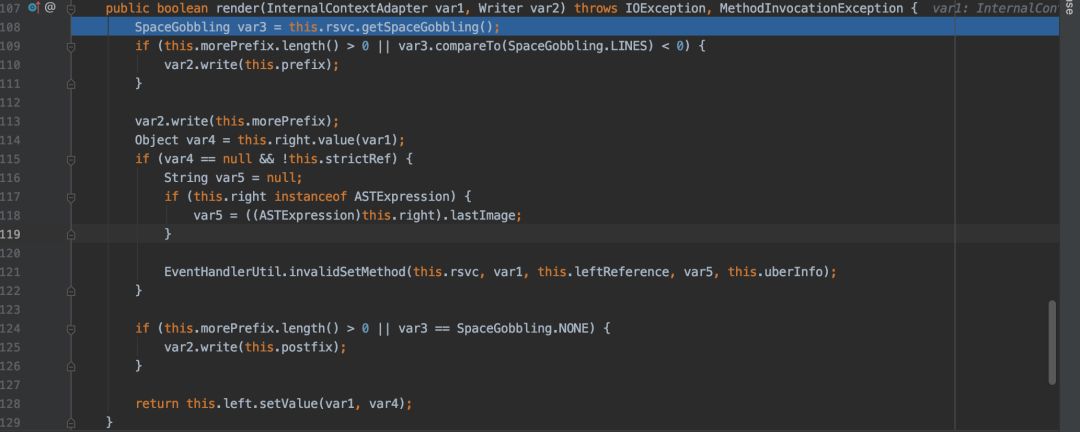 107 public boolean render(InternalContextAdapter var1, Writer var2) throws IOException, MethodInvocationException { var1: InternalCon
108 SpaceGobbling var3 = this.rsvc.getSpaceGobbling();
109 if (this.morePrefix.length() > 0 || var3.compareTo(SpaceGobbling.LINES) < 0) {
110 var2.write(this.prefix);
111 }
112
113 var2.write(this.morePrefix);
114 Object var4 = this.right.value(var1);
115 if (var4 == null && !this.strictRef) {
116 String var5 = null;
117 if (this.right instanceof ASTExpression) {
118 var5 = ((ASTExpression)this.right).lastImage;
119 }
120
121 EventHandlerUtil.invalidSetMethod(this.rsvc, var1, this.leftReference, var5, this.uberInfo);
122 }
123
124 if (this.morePrefix.length() > 0 || var3 == SpaceGobbling.NONE) {
125 var2.write(this.postfix);
126 }
127
128 return this.left.setValue(var1, var4);
129 }